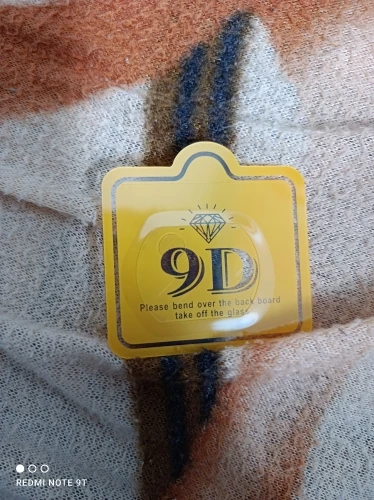 9D
Please bend over the back board
take off the glass
REDMI NOTE 9T